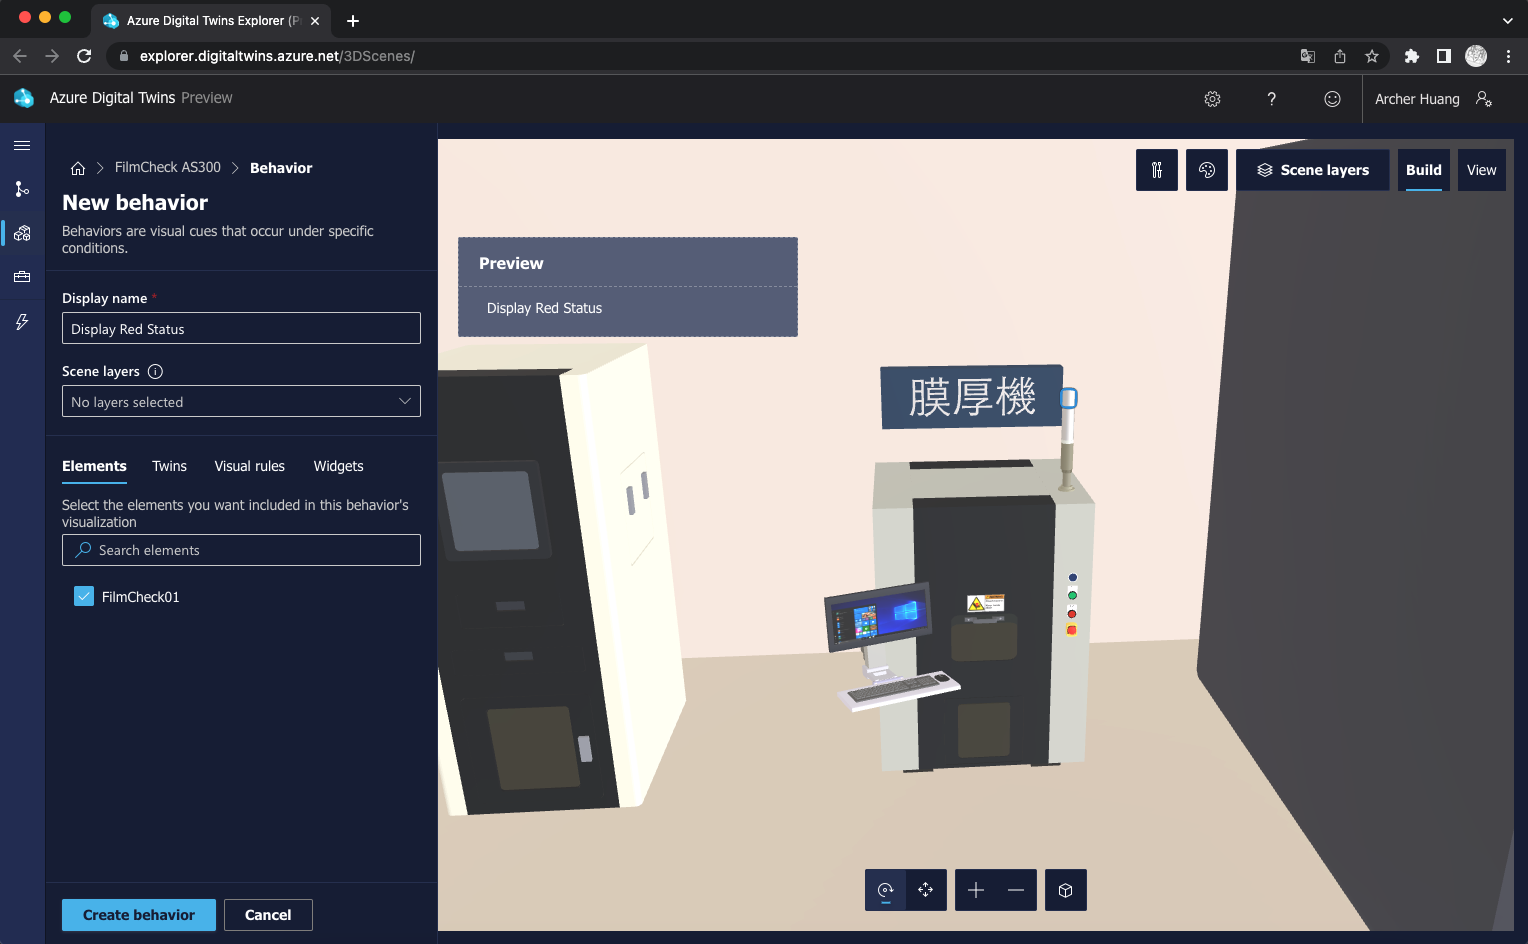 Azure Digital Twins Explorer (P
explorer.digitaltwins.azure.net/3DScenes/
Azure Digital Twins Preview
?
Archer Huang
FilmCheck AS300
Behavior
New behavior
Behaviors are visual cues that occur under specific
conditions.
Display name *
Display Red Status
Scene layers
No layers selected
Elements
Twins
Visual rules
Widgets
Select the elements you want included in this behavior's
visualization
Search elements
FilmCheck01
Create behavior
Cancel
Scene layers
Build
View
Preview
Display Red Status
膜厚機